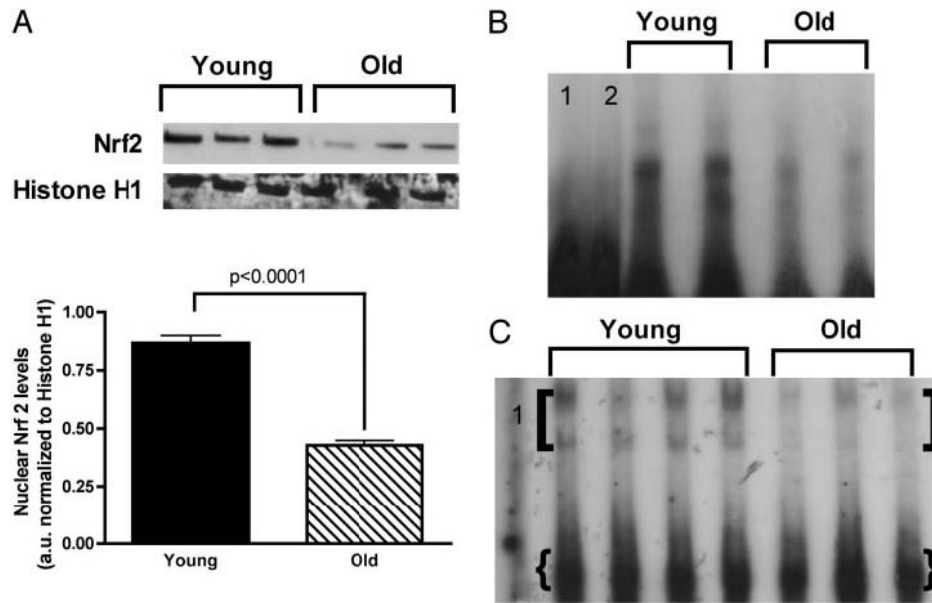 A
Young Old
Nrf2
Histone H1
p<0.0001
Nuclear Nrf 2 levels
(a.u. normalized to Histone H1)
1.00
0.75
0.50
0.25
0.00
Young Old
B
Young Old
1 2
C
Young Old
1
[ ]
{ }